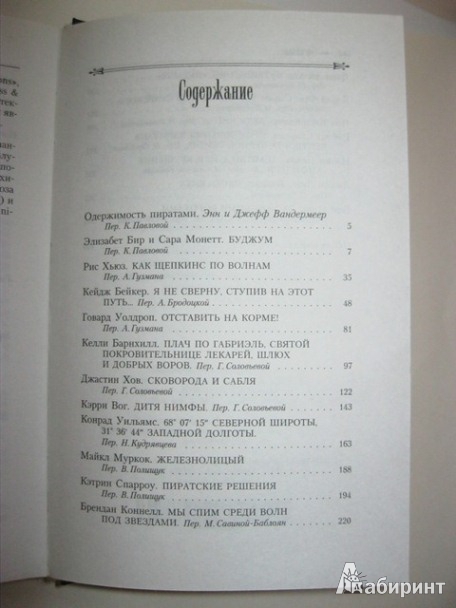 Содержание
Одержимость пиратами. Энн и Джефф Вандермеер
Пер. К. Павловой 5
Элизабет Бир и Сара Монетт. БУДЖУМ
Пер. К. Павловой 7
Рис Хьюз. КАК ЩЕПКИНС ПО ВОЛНАМ
Пер. А. Гузмана 35
Кейдж Бейкер. Я НЕ СВЕРНУ, СТУПИВ НА ЭТОТ
ПУТЬ... Пер. А. Бродоцкой 48
Говард Уолдроп. ОТСТАВИТЬ НА КОРМЕ!
Пер. А. Гузмана 81
Келли Барнхилл. ПЛАЧ ПО ГАБРИЭЛЬ, СВЯТОЙ
ПОКРОВИТЕЛЬНИЦЕ ЛЕКАРЕЙ, ШЛЮХ
И ДОБРЫХ ВОРОВ. Пер. Г. Соловьевой 97
Джастин Хов. СКОВОРОДА И САБЛЯ
Пер. Г. Соловьевой 122
Кэрри Вог. ДИТЯ НИМФЫ. Пер. Г. Соловьевой 143
Конрад Уильямс. 68° 07′ 15″ СЕВЕРНОЙ ШИРОТЫ,
31° 36′ 44″ ЗАПАДНОЙ ДОЛГОТЫ.
Пер. Н. Кудрявцева 163
Майкл Муркок. ЖЕЛЕЗНОЛИЦЫЙ
Пер. В. Полищук 188
Кэтрин Спарроу. ПИРАТСКИЕ РЕШЕНИЯ
Пер. В. Полищук 194
Брендан Коннелл. МЫ СПИМ СРЕДИ ВОЛН
ПОД ЗВЕЗДАМИ. Пер. М. Савиной-Баблоян 220
Лабиринт.ру